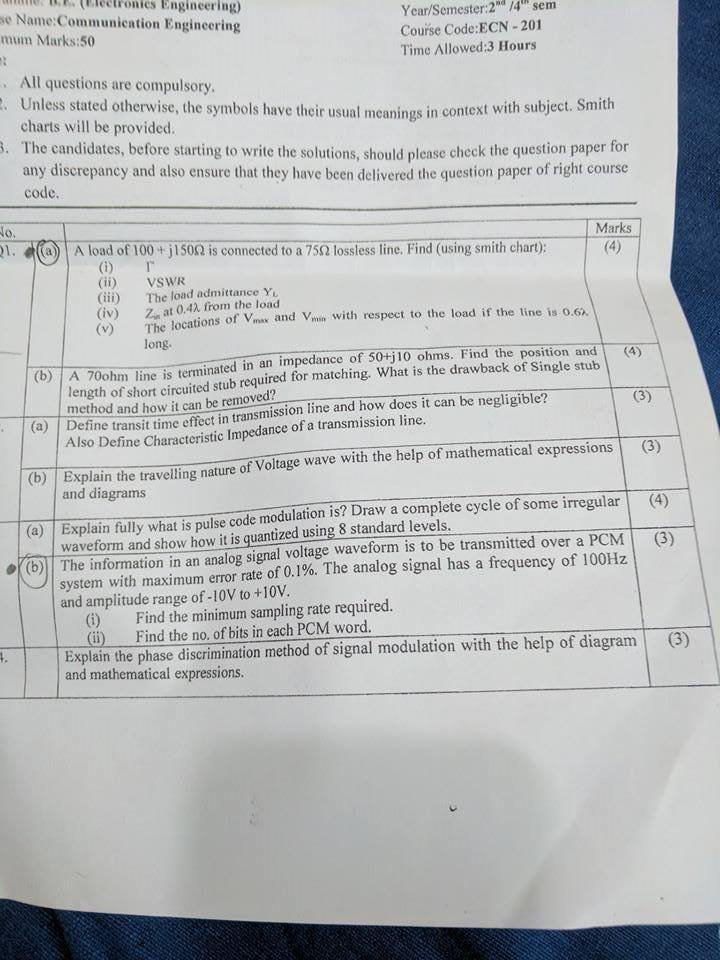 B.E. (Electronics Engineering)
Year/Semester:2nd /4th sem
se Name:Communication Engineering
Course Code:ECN - 201
mum Marks:50
Time Allowed:3 Hours
All questions are compulsory.
2. Unless stated otherwise, the symbols have their usual meanings in context with subject. Smith
charts will be provided.
3. The candidates, before starting to write the solutions, should please check the question paper for
any discrepancy and also ensure that they have been delivered the question paper of right course
code.
No.
Marks
Q1. (a) A load of 100 + j150Ω is connected to a 75Ω lossless line. Find (using smith chart): (4)
(i) Γ
(ii) VSWR
(iii) The load admittance YL
(iv) Zin at 0.4λ from the load
(v) The locations of Vmax and Vmin with respect to the load if the line is 0.6λ
long.
(b) A 70ohm line is terminated in an impedance of 50+j10 ohms. Find the position and (4)
length of short circuited stub required for matching. What is the drawback of Single stub
method and how it can be removed?
(a) Define transit time effect in transmission line and how does it can be negligible? (3)
Also Define Characteristic Impedance of a transmission line.
(b) Explain the travelling nature of Voltage wave with the help of mathematical expressions (3)
and diagrams
(a) Explain fully what is pulse code modulation is? Draw a complete cycle of some irregular (4)
waveform and show how it is quantized using 8 standard levels.
(b) The information in an analog signal voltage waveform is to be transmitted over a PCM (3)
system with maximum error rate of 0.1%. The analog signal has a frequency of 100Hz
and amplitude range of -10V to +10V.
(i) Find the minimum sampling rate required.
(ii) Find the no. of bits in each PCM word.
4. Explain the phase discrimination method of signal modulation with the help of diagram (3)
and mathematical expressions.